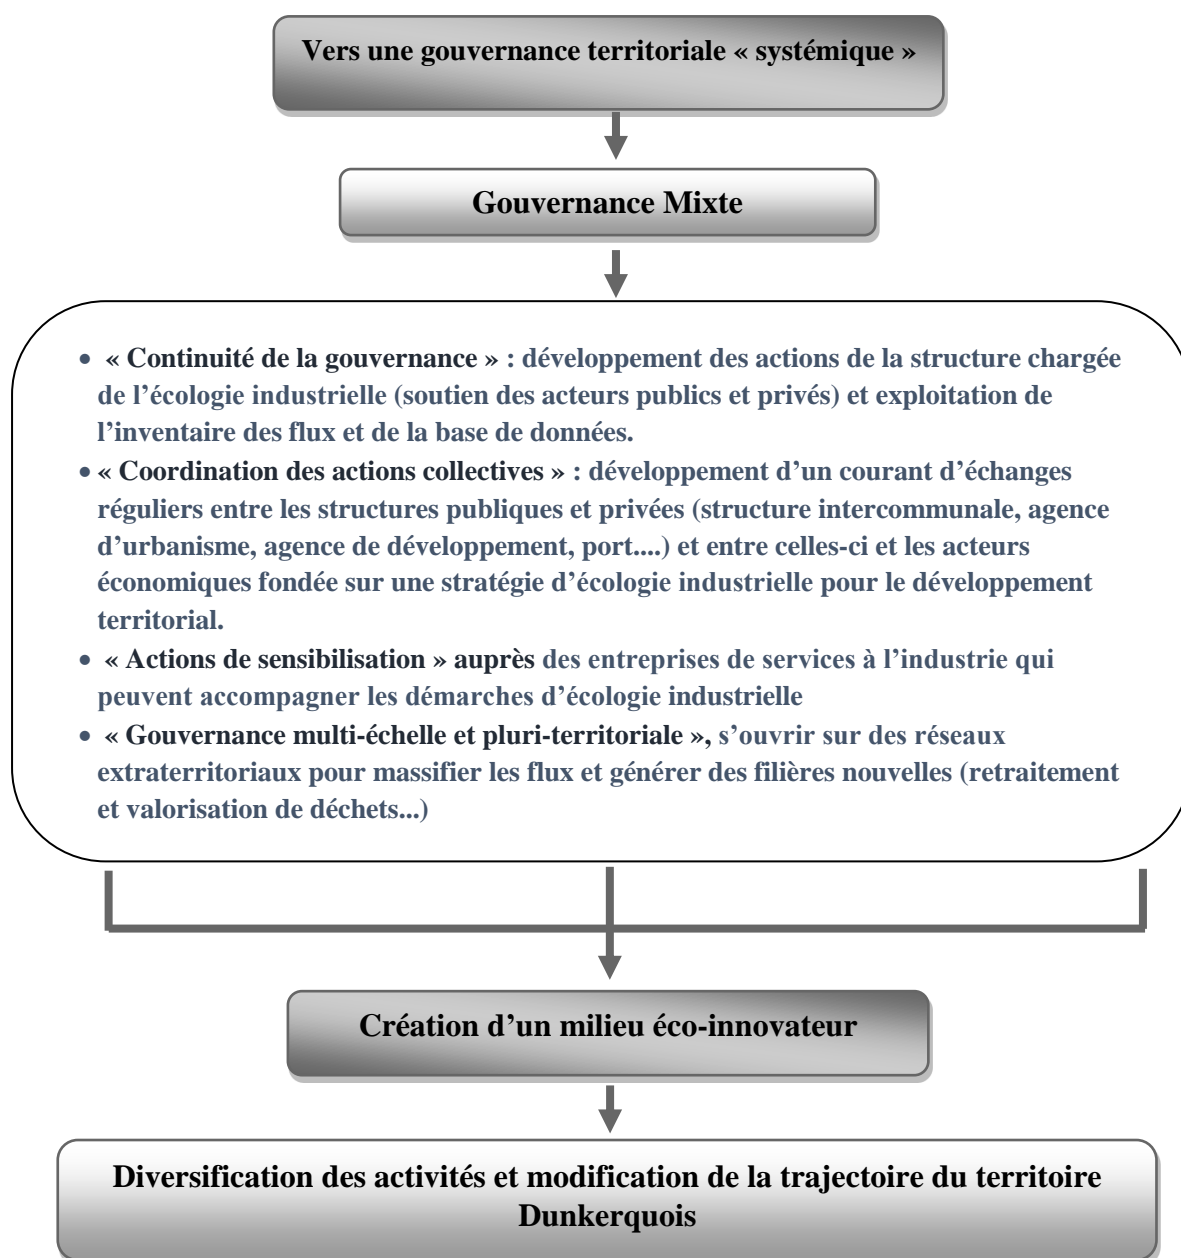 Vers une gouvernance territoriale « systémique »
Gouvernance Mixte
• « Continuité de la gouvernance » : développement des actions de la structure chargée
de l’écologie industrielle (soutien des acteurs publics et privés) et exploitation de
l’inventaire des flux et de la base de données.
• « Coordination des actions collectives » : développement d’un courant d’échanges
réguliers entre les structures publiques et privées (structure intercommunale, agence
d’urbanisme, agence de développement, port....) et entre celles-ci et les acteurs
économiques fondée sur une stratégie d’écologie industrielle pour le développement
territorial.
• « Actions de sensibilisation » auprès des entreprises de services à l’industrie qui
peuvent accompagner les démarches d’écologie industrielle
• « Gouvernance multi-échelle et pluri-territoriale », s’ouvrir sur des réseaux
extraterritoriaux pour massifier les flux et générer des filières nouvelles (retraitement
et valorisation de déchets...)
Création d’un milieu éco-innovateur
Diversification des activités et modification de la trajectoire du territoire
Dunkerquois